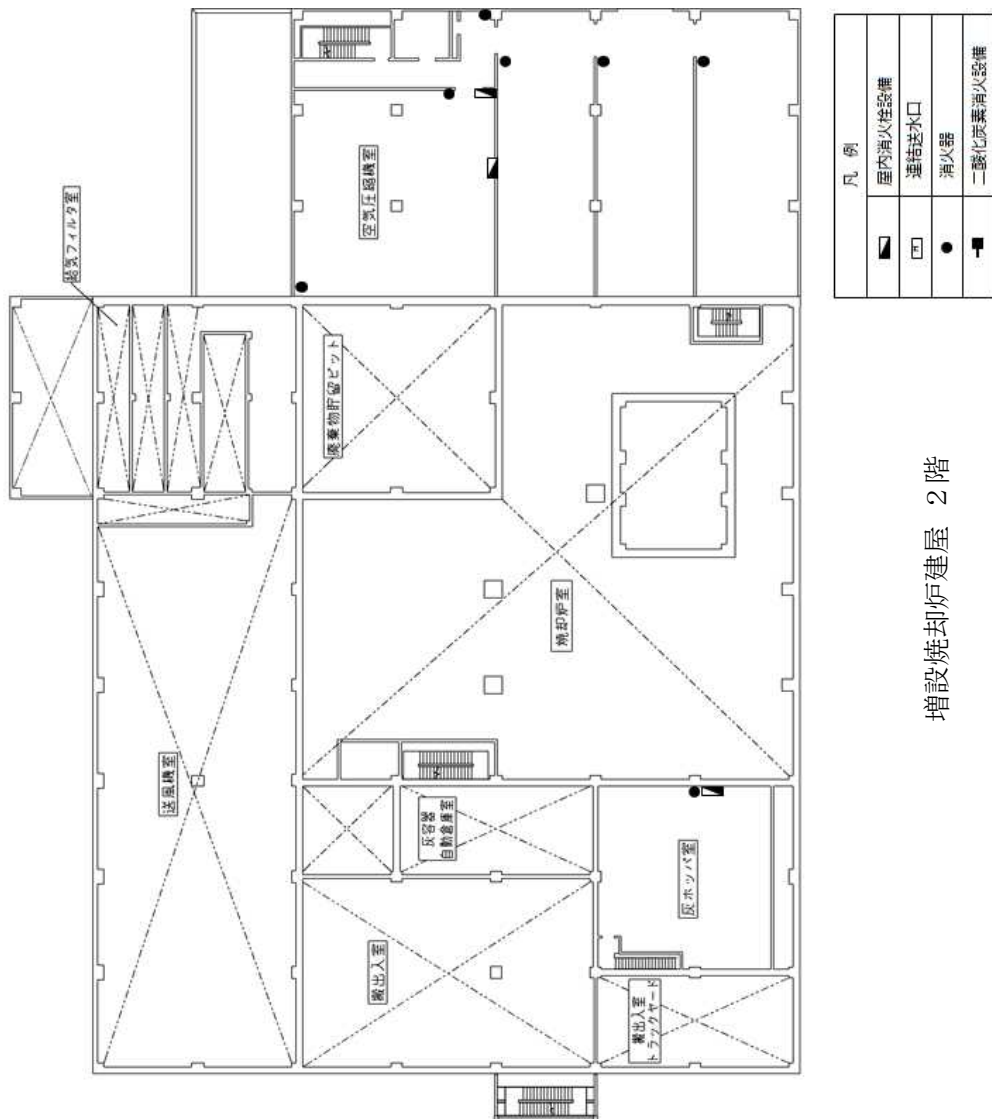 給気フィルタ室
空気圧縮機室
廃棄物貯留ピット
送風機室
焼却炉室
灰容器
自動倉庫室
搬出入室
灰ホッパ室
搬出入室
トラックヤード
凡 例
屋内消火栓設備
連結送水口
消火器
二酸化炭素消火設備
増設焼却炉建屋 2階